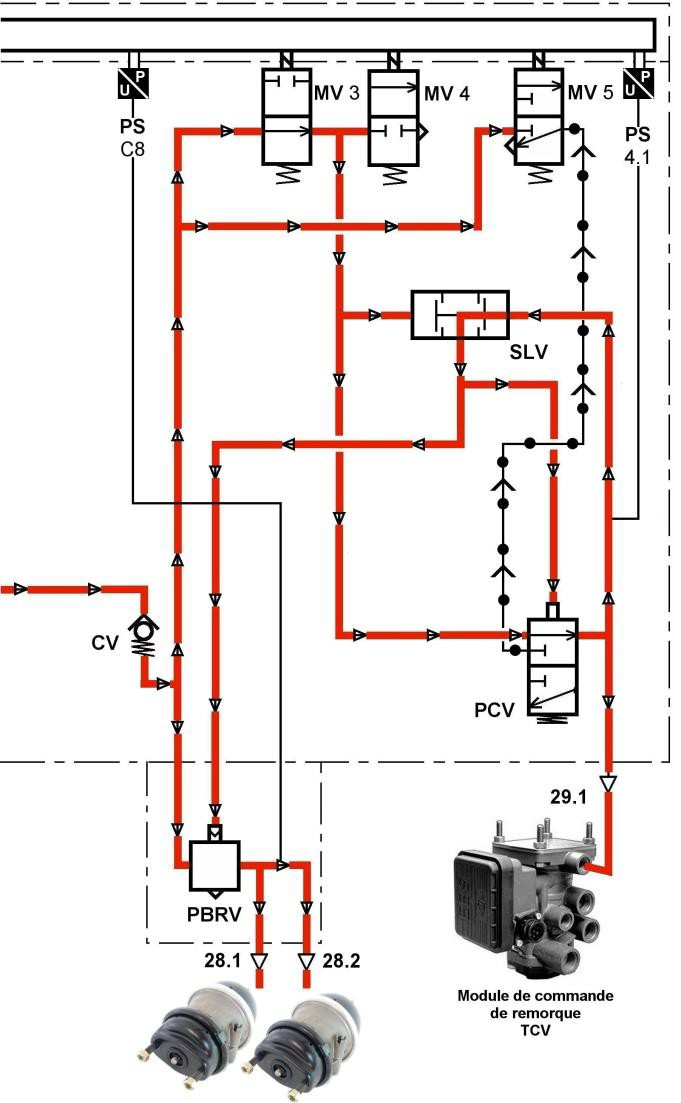 U P
PS
C8
MV 3
MV 4
MV 5
U P
PS
4.1
SLV
CV
PCV
29.1
PBRV
28.1
28.2
Module de commande
de remorque
TCV